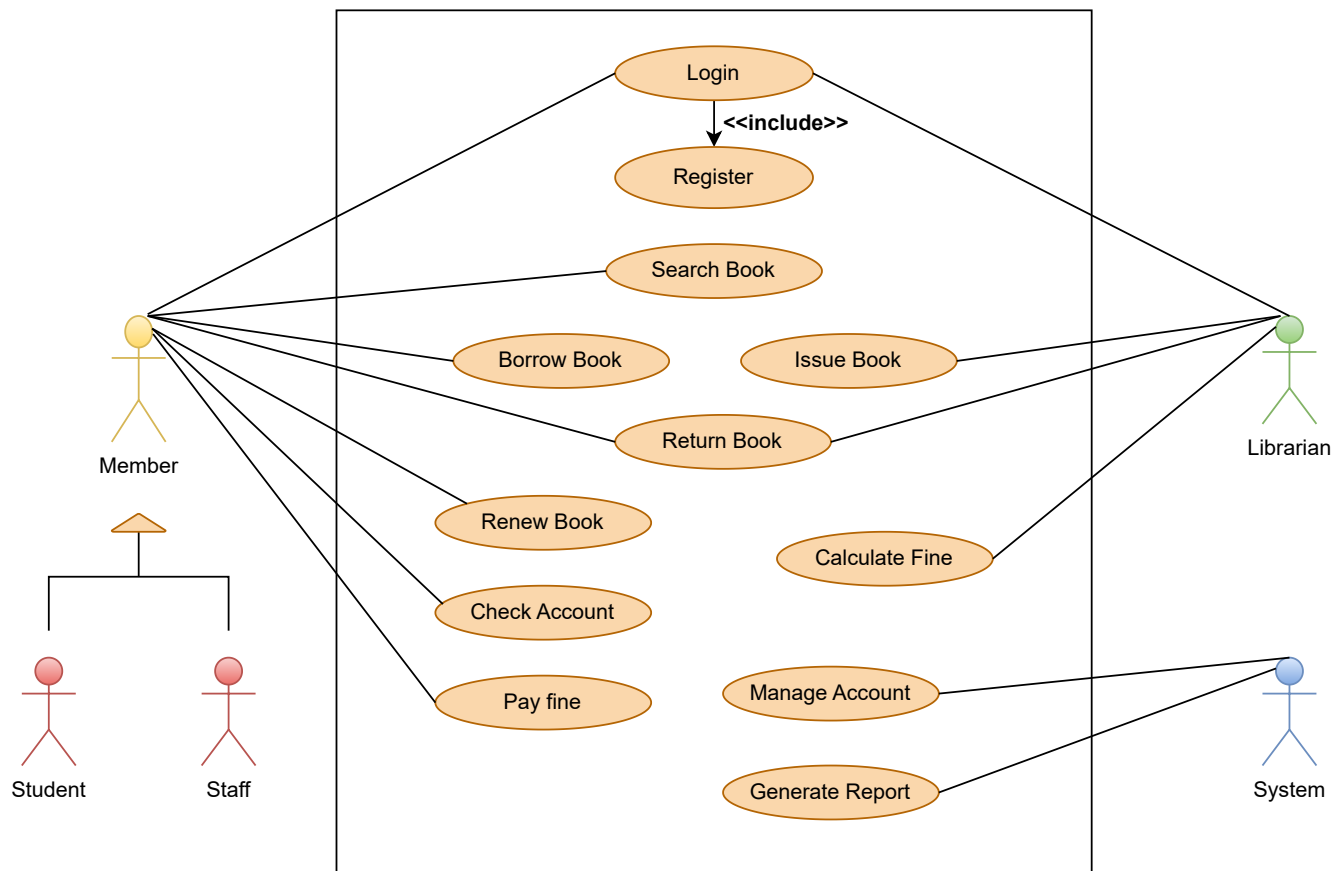 Login
<<include>>
Register
Search Book
Borrow Book
Issue Book
Return Book
Member
Librarian
Renew Book
Calculate Fine
Check Account
Manage Account
Pay fine
Student
Staff
Generate Report
System